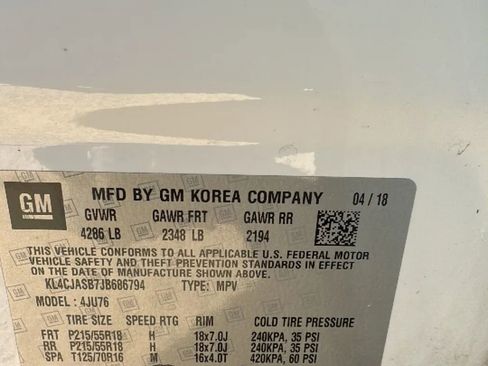 GM MFD BY GM KOREA COMPANY 04 / 18
GVWR GAWR FRT GAWR RR
4286 LB 2348 LB 2194
THIS VEHICLE CONFORMS TO ALL APPLICABLE U.S. FEDERAL MOTOR
VEHICLE SAFETY, BUMPER, AND THEFT PREVENTION STANDARDS IN EFFECT
ON THE DATE OF MANUFACTURE SHOWN ABOVE.
KL4CJASB7JB686794 TYPE: MPV
MODEL : 4JU76
TIRE SIZE SPEED RTG RIM COLD TIRE PRESSURE
FRT P215/55R18 H 18x7.0J 240KPA, 35 PSI
RR P215/55R18 H 18x7.0J 240KPA, 35 PSI
SPA T125/70R16 M 16x4.0T 420KPA, 60 PSI